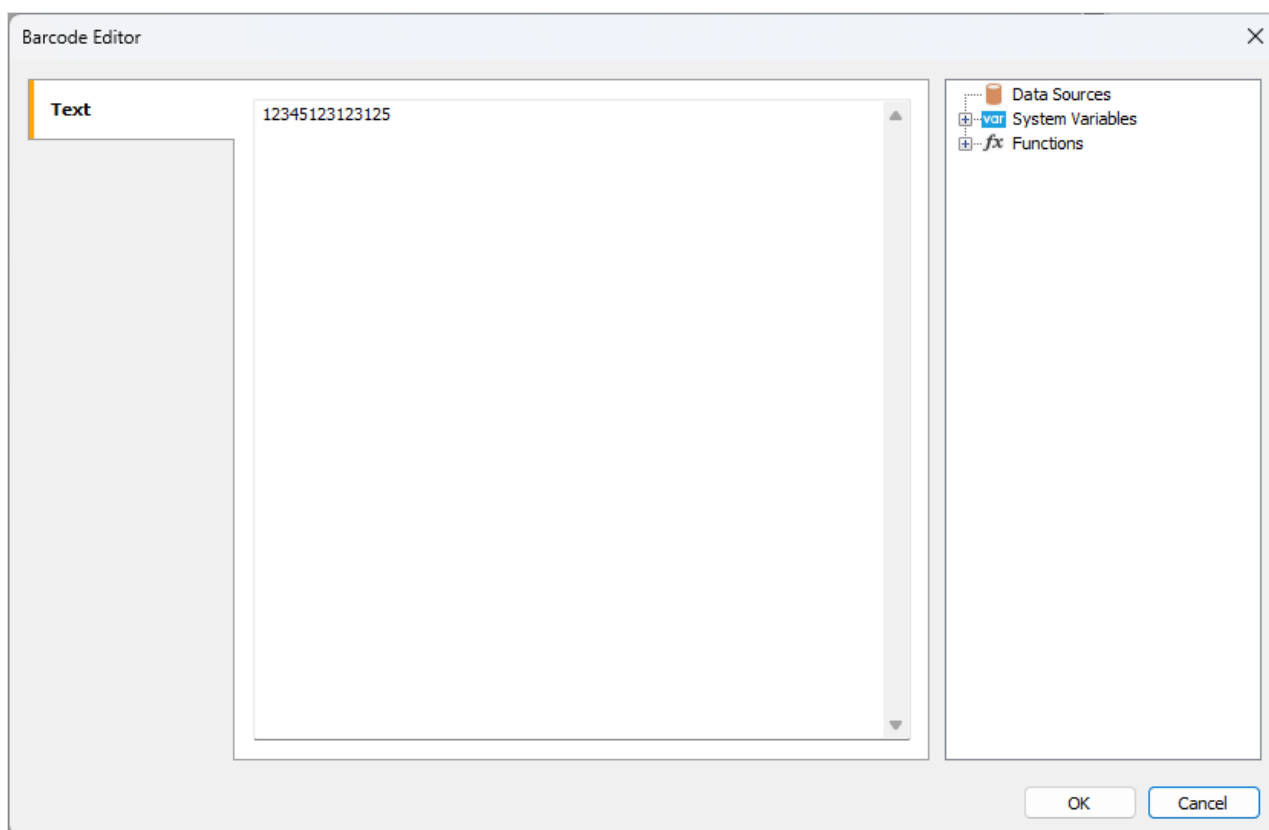 Barcode Editor
Text
12345123123125
Data Sources
var System Variables
fx Functions
OK
Cancel